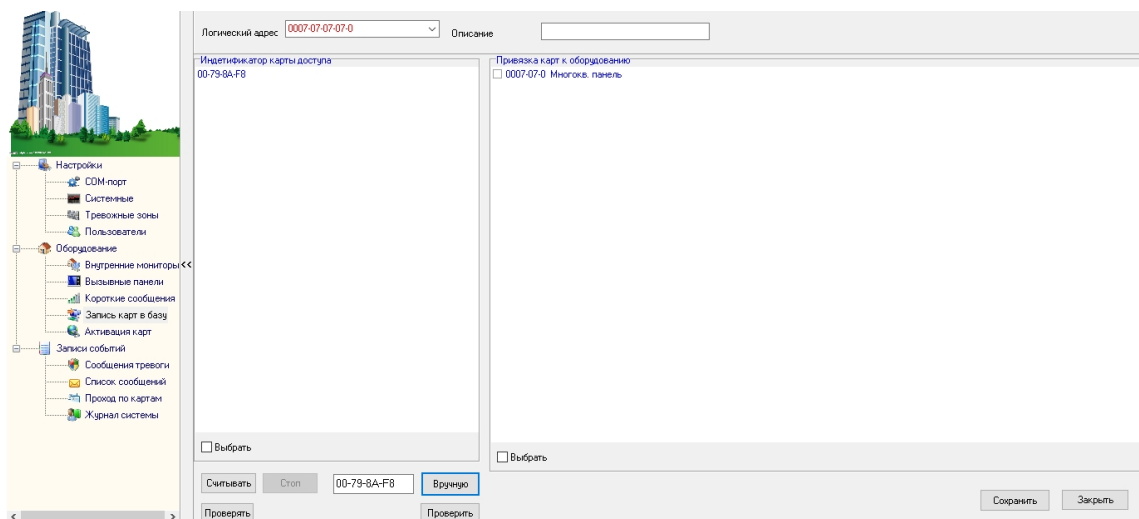 Логический адрес 0007-07-07-07-0 Описание
Индетификатор карты доступа
00-79-8A-F8
Привязка карт к оборудованию
0007-07-0 Многокв. панель
Настройки
COM-порт
Системные
Тревожные зоны
Пользователи
Оборудование
Внутренние мониторы
<<
Вызывные панели
Короткие сообщения
Запись карт в базу
Активация карт
Записи событий
Сообщения тревоги
Список сообщений
Проход по картам
Журнал системы
Выбрать
Выбрать
Считывать Стоп 00-79-8A-F8 Вручную
Проверять Проверить
Сохранить Закрыть